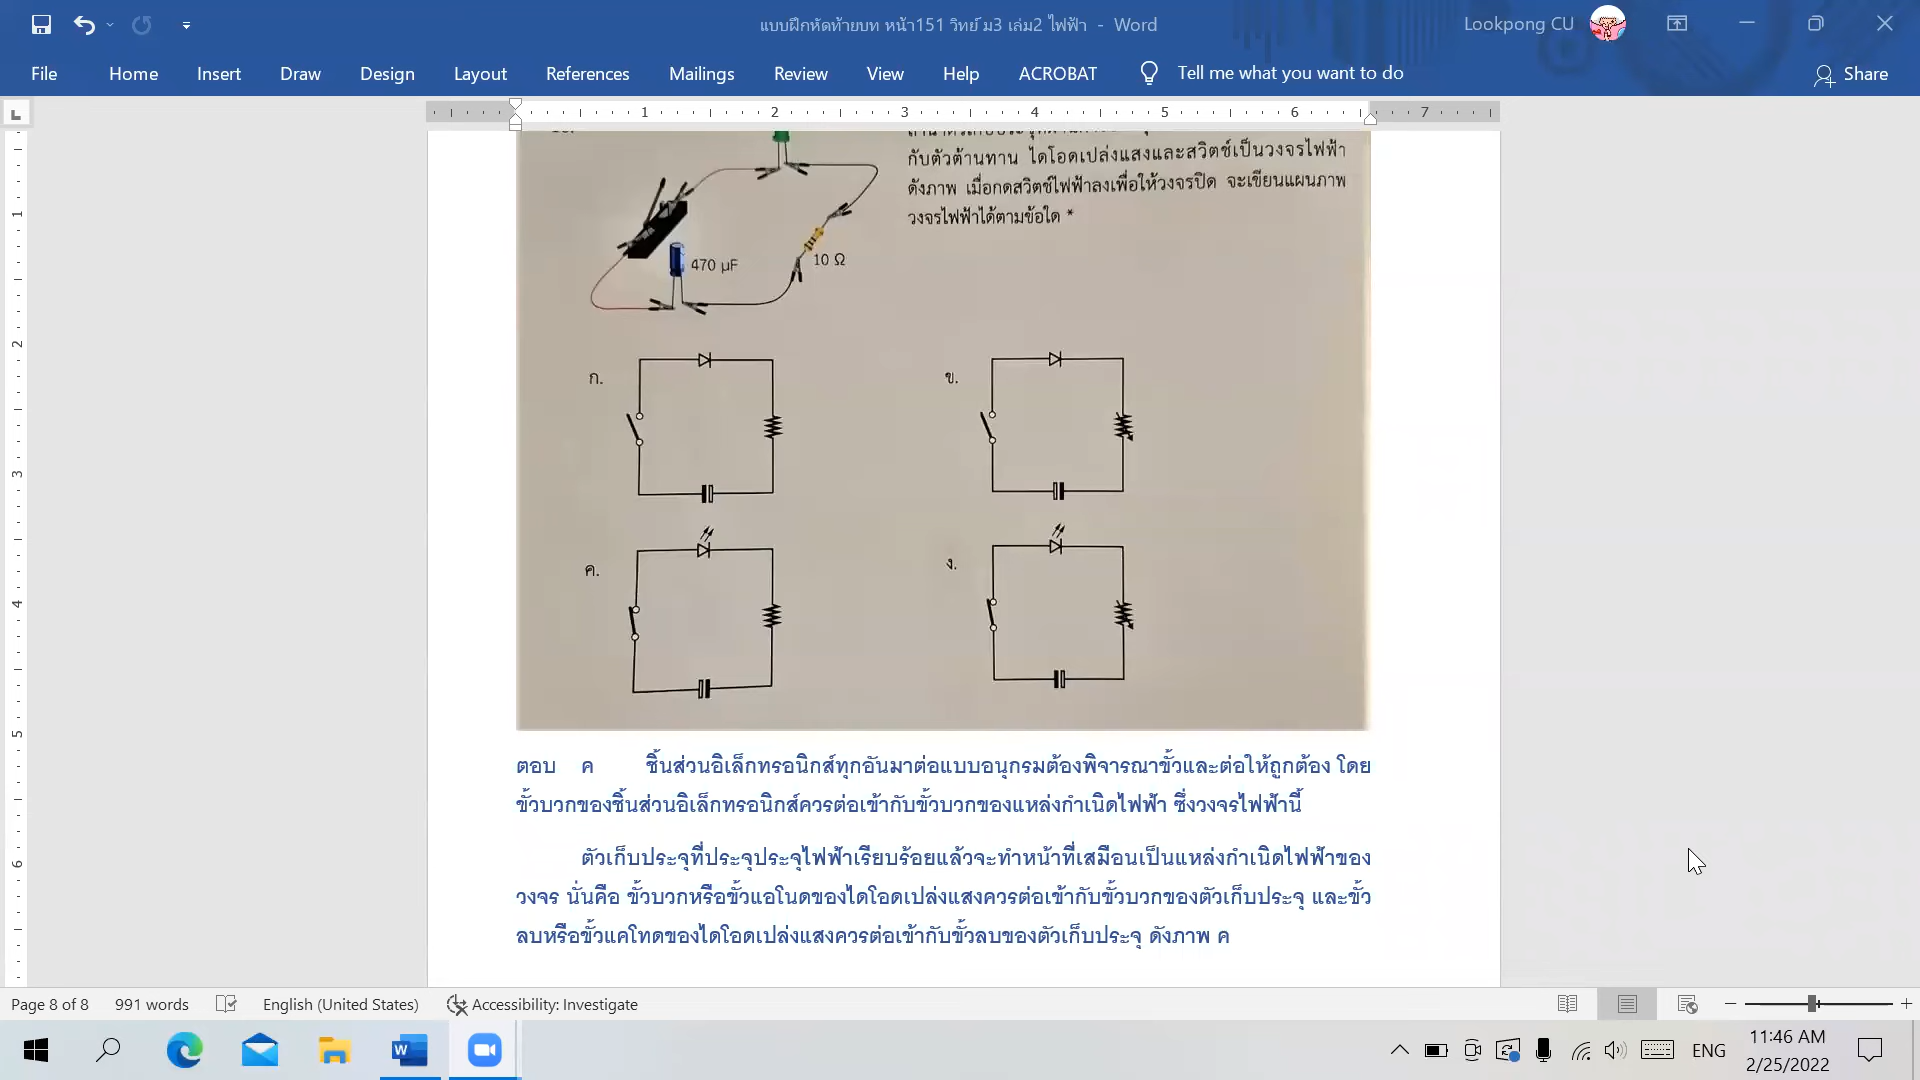 แบบฝึกหัดท้ายบท หน้า151 วิทย์ ม3 เล่ม2 ไฟฟ้า - Word
Lookpong CU
File Home Insert Draw Design Layout References Mailings Review View Help ACROBAT Tell me what you want to do Share
1 2 3 4 5 6 7
กับตัวต้านทาน ไดโอดเปล่งแสงและสวิตช์เป็นวงจรไฟฟ้า
ดังภาพ เมื่อกดสวิตช์ไฟฟ้าลงเพื่อให้วงจรปิด จะเขียนแผนภาพ
วงจรไฟฟ้าได้ตามข้อใด *
470 μF
10 Ω
ก.
ข.
ค.
ง.
1
2
3
4
5
6
ตอบ ค ชิ้นส่วนอิเล็กทรอนิกส์ทุกอันมาต่อแบบอนุกรมต้องพิจารณาขั้วและต่อให้ถูกต้อง โดย
ขั้วบวกของชิ้นส่วนอิเล็กทรอนิกส์ควรต่อเข้ากับขั้วบวกของแหล่งกำเนิดไฟฟ้า ซึ่งวงจรไฟฟ้านี้
ตัวเก็บประจุที่ประจุประจุไฟฟ้าเรียบร้อยแล้วจะทำหน้าที่เสมือนเป็นแหล่งกำเนิดไฟฟ้าของ
วงจร นั่นคือ ขั้วบวกหรือขั้วแอโนดของไดโอดเปล่งแสงควรต่อเข้ากับขั้วบวกของตัวเก็บประจุ และขั้ว
ลบหรือขั้วแคโทดของไดโอดเปล่งแสงควรต่อเข้ากับขั้วลบของตัวเก็บประจุ ดังภาพ ค
Page 8 of 8 991 words English (United States) Accessibility: Investigate
ENG
11:46 AM
2/25/2022